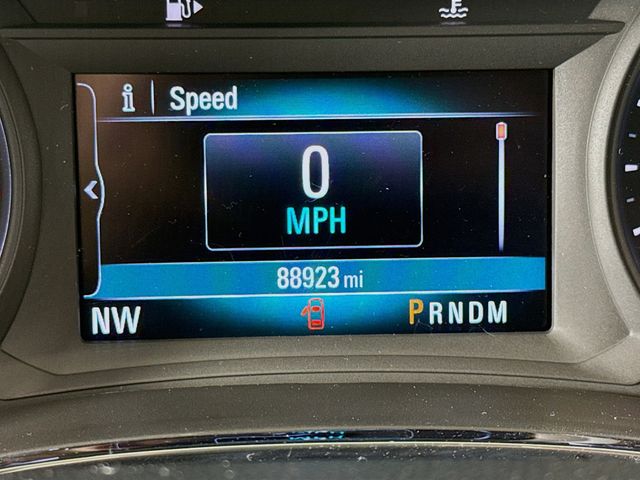 i | Speed
0
MPH
88923 mi
NW PRNDM